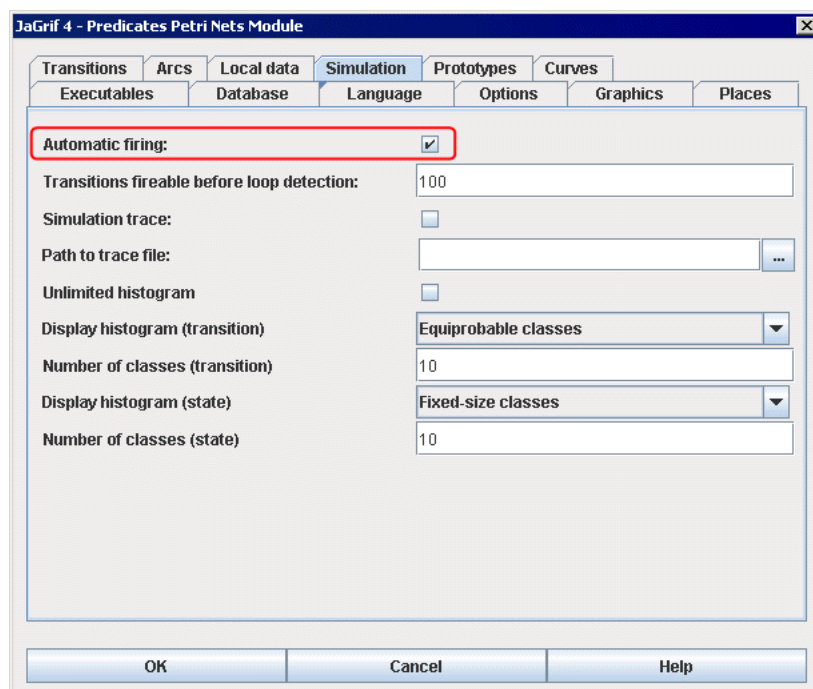 JaGrif 4 - Predicates Petri Nets Module
Transitions Arcs Local data Simulation Prototypes Curves
Executables Database Language Options Graphics Places
Automatic firing:
Transitions fireable before loop detection: 100
Simulation trace:
Path to trace file: ...
Unlimited histogram
Display histogram (transition) Equiprobable classes
Number of classes (transition) 10
Display histogram (state) Fixed-size classes
Number of classes (state) 10
OK Cancel Help